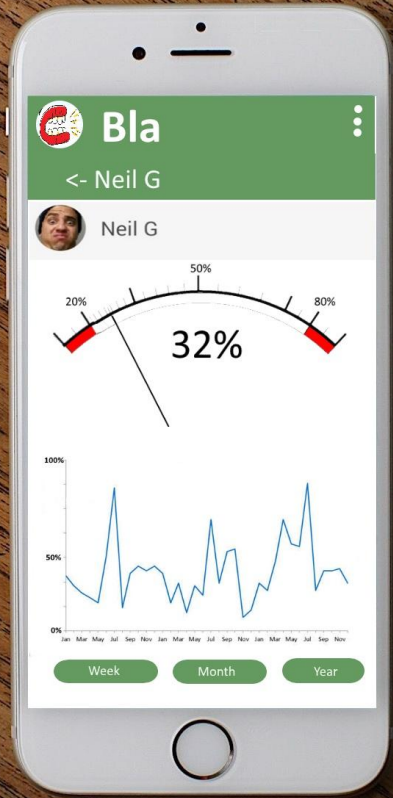 Bla
<- Neil G
Neil G
50%
20%
80%
32%
100%
50%
0%
Jan Mar May Jul Sep Nov Jan Mar May Jul Sep Nov Jan Mar May Jul Sep Nov
Week Month Year